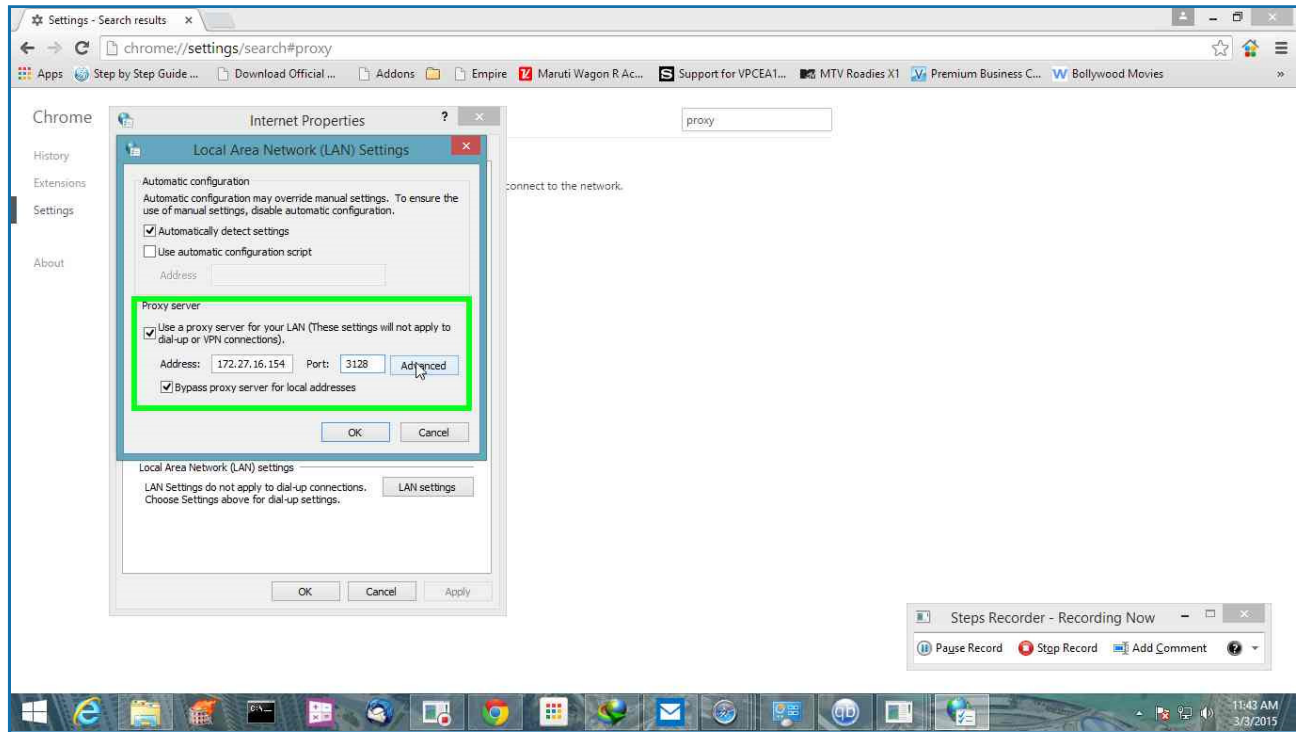 Settings - Search results
chrome://settings/search#proxy
Apps Step by Step Guide ... Download Official ... Addons Empire Maruti Wagon R Ac... Support for VPCEA1... MTV Roadies X1 Premium Business C... Bollywood Movies »
Chrome
proxy
History
Extensions
Settings
About
connect to the network.
Internet Properties ?
Local Area Network (LAN) Settings
Automatic configuration
Automatic configuration may override manual settings. To ensure the
use of manual settings, disable automatic configuration.
Automatically detect settings
Use automatic configuration script
Address
Proxy server
Use a proxy server for your LAN (These settings will not apply to
dial-up or VPN connections).
Address: 172.27.16.154 Port: 3128 Advanced
Bypass proxy server for local addresses
OK Cancel
Local Area Network (LAN) settings
LAN Settings do not apply to dial-up connections.
Choose Settings above for dial-up settings.
LAN settings
OK Cancel Apply
Steps Recorder - Recording Now
Pause Record Stop Record Add Comment
C:\_
qb
11:43 AM
3/3/2015